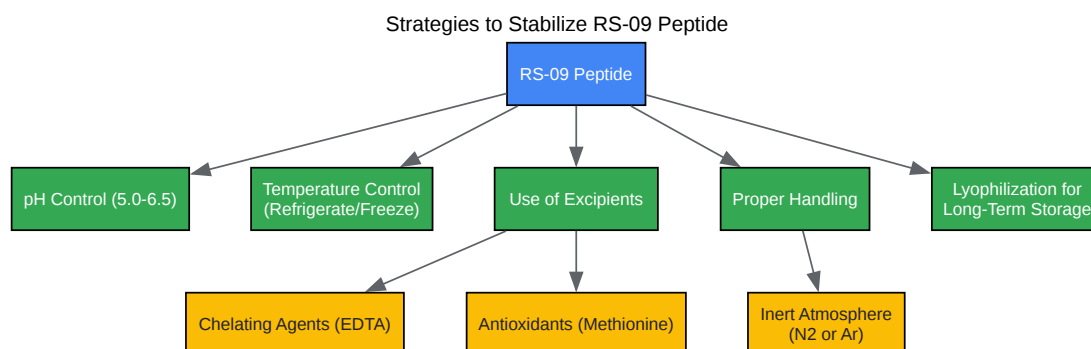 Strategies to Stabilize RS-09 Peptide
RS-09 Peptide
pH Control (5.0-6.5)
Temperature Control
(Refrigerate/Freeze)
Use of Excipients
Proper Handling
Lyophilization for
Long-Term Storage
Chelating Agents (EDTA)
Antioxidants (Methionine)
Inert Atmosphere
(N2 or Ar)